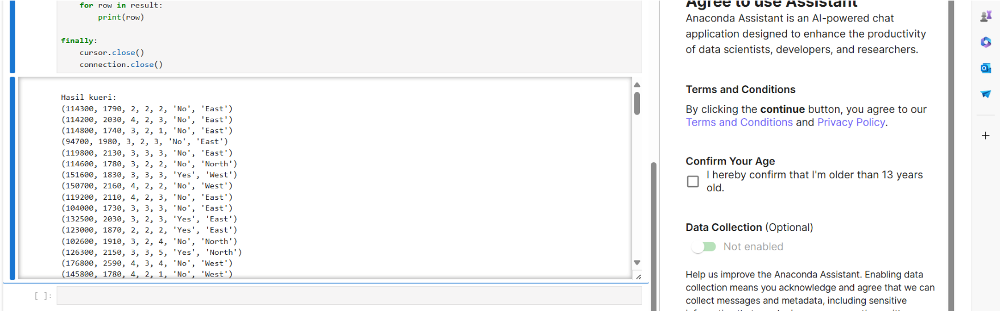 for row in result:
print(row)
finally:
cursor.close()
connection.close()
Hasil kueri:
(114300, 1790, 2, 2, 2, 'No', 'East')
(114200, 2030, 4, 2, 3, 'No', 'East')
(114800, 1740, 3, 2, 1, 'No', 'East')
(94700, 1980, 3, 2, 3, 'No', 'East')
(119800, 2130, 3, 3, 3, 'No', 'East')
(114600, 1780, 3, 2, 2, 'No', 'North')
(151600, 1830, 3, 3, 3, 'Yes', 'West')
(150700, 2160, 4, 2, 2, 'No', 'West')
(119200, 2110, 4, 2, 3, 'No', 'East')
(104000, 1730, 3, 3, 3, 'No', 'East')
(132500, 2030, 3, 2, 3, 'Yes', 'East')
(123000, 1870, 2, 2, 2, 'Yes', 'East')
(102600, 1910, 3, 2, 4, 'No', 'North')
(126300, 2150, 3, 3, 5, 'Yes', 'North')
(176800, 2590, 4, 3, 4, 'No', 'West')
(145800, 1780, 4, 2, 1, 'No', 'West')
[ ]:
Agree to use Assistant
Anaconda Assistant is an AI-powered chat
application designed to enhance the productivity
of data scientists, developers, and researchers.
Terms and Conditions
By clicking the continue button, you agree to our
Terms and Conditions and Privacy Policy.
Confirm Your Age
I hereby confirm that I'm older than 13 years
old.
Data Collection (Optional)
Not enabled
Help us improve the Anaconda Assistant. Enabling data
collection means you acknowledge and agree that we can
collect messages and metadata, including sensitive